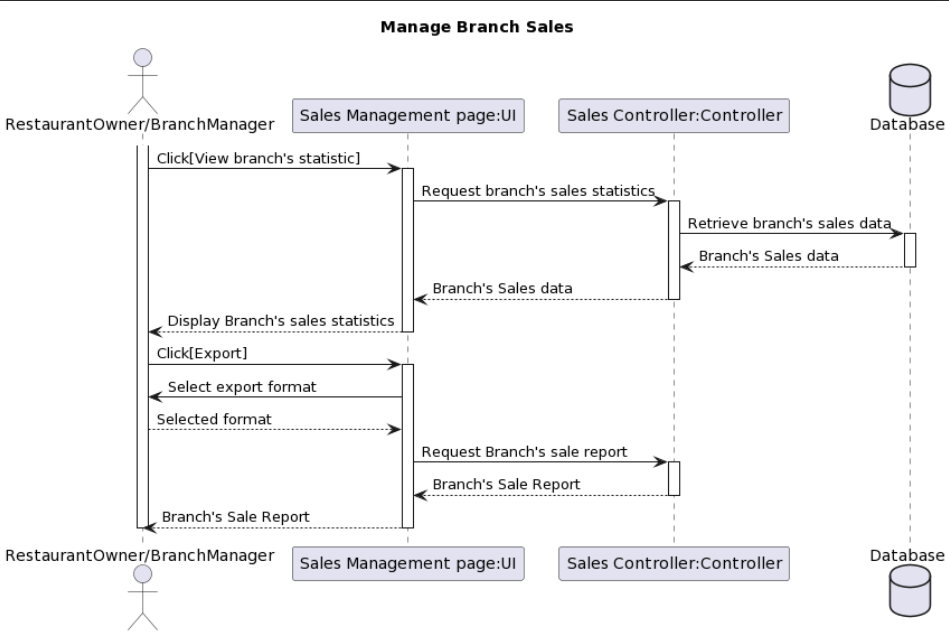 Manage Branch Sales
RestaurantOwner/BranchManager
Sales Management page:UI
Sales Controller:Controller
Database
Click[View branch's statistic]
Request branch's sales statistics
Retrieve branch's sales data
Branch's Sales data
Branch's Sales data
Display Branch's sales statistics
Click[Export]
Select export format
Selected format
Request Branch's sale report
Branch's Sale Report
Branch's Sale Report
RestaurantOwner/BranchManager
Sales Management page:UI
Sales Controller:Controller
Database